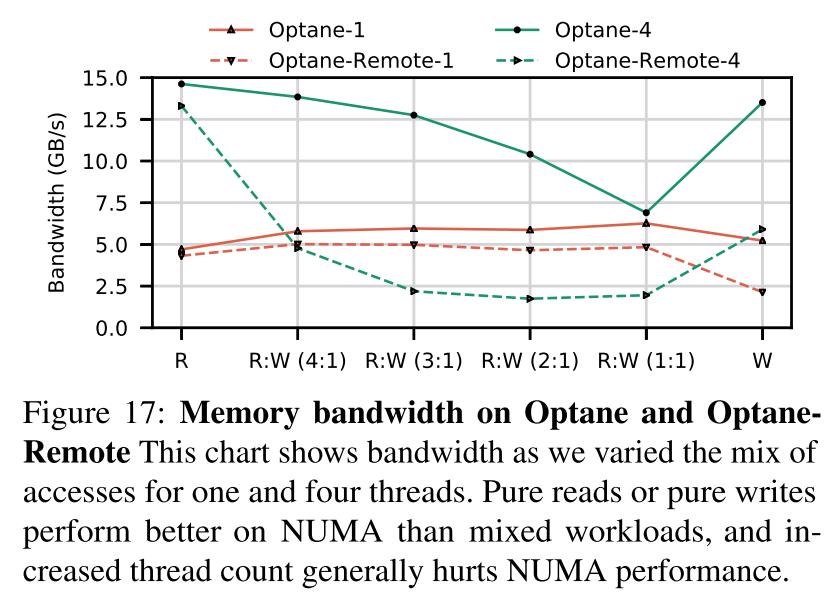 Optane-1
Optane-4
Optane-Remote-1
Optane-Remote-4
15.0
12.5
10.0
7.5
5.0
2.5
0.0
Bandwidth (GB/s)
R
R:W (4:1)
R:W (3:1)
R:W (2:1)
R:W (1:1)
W
Figure 17: Memory bandwidth on Optane and Optane-
Remote This chart shows bandwidth as we varied the mix of
accesses for one and four threads. Pure reads or pure writes
perform better on NUMA than mixed workloads, and in-
creased thread count generally hurts NUMA performance.